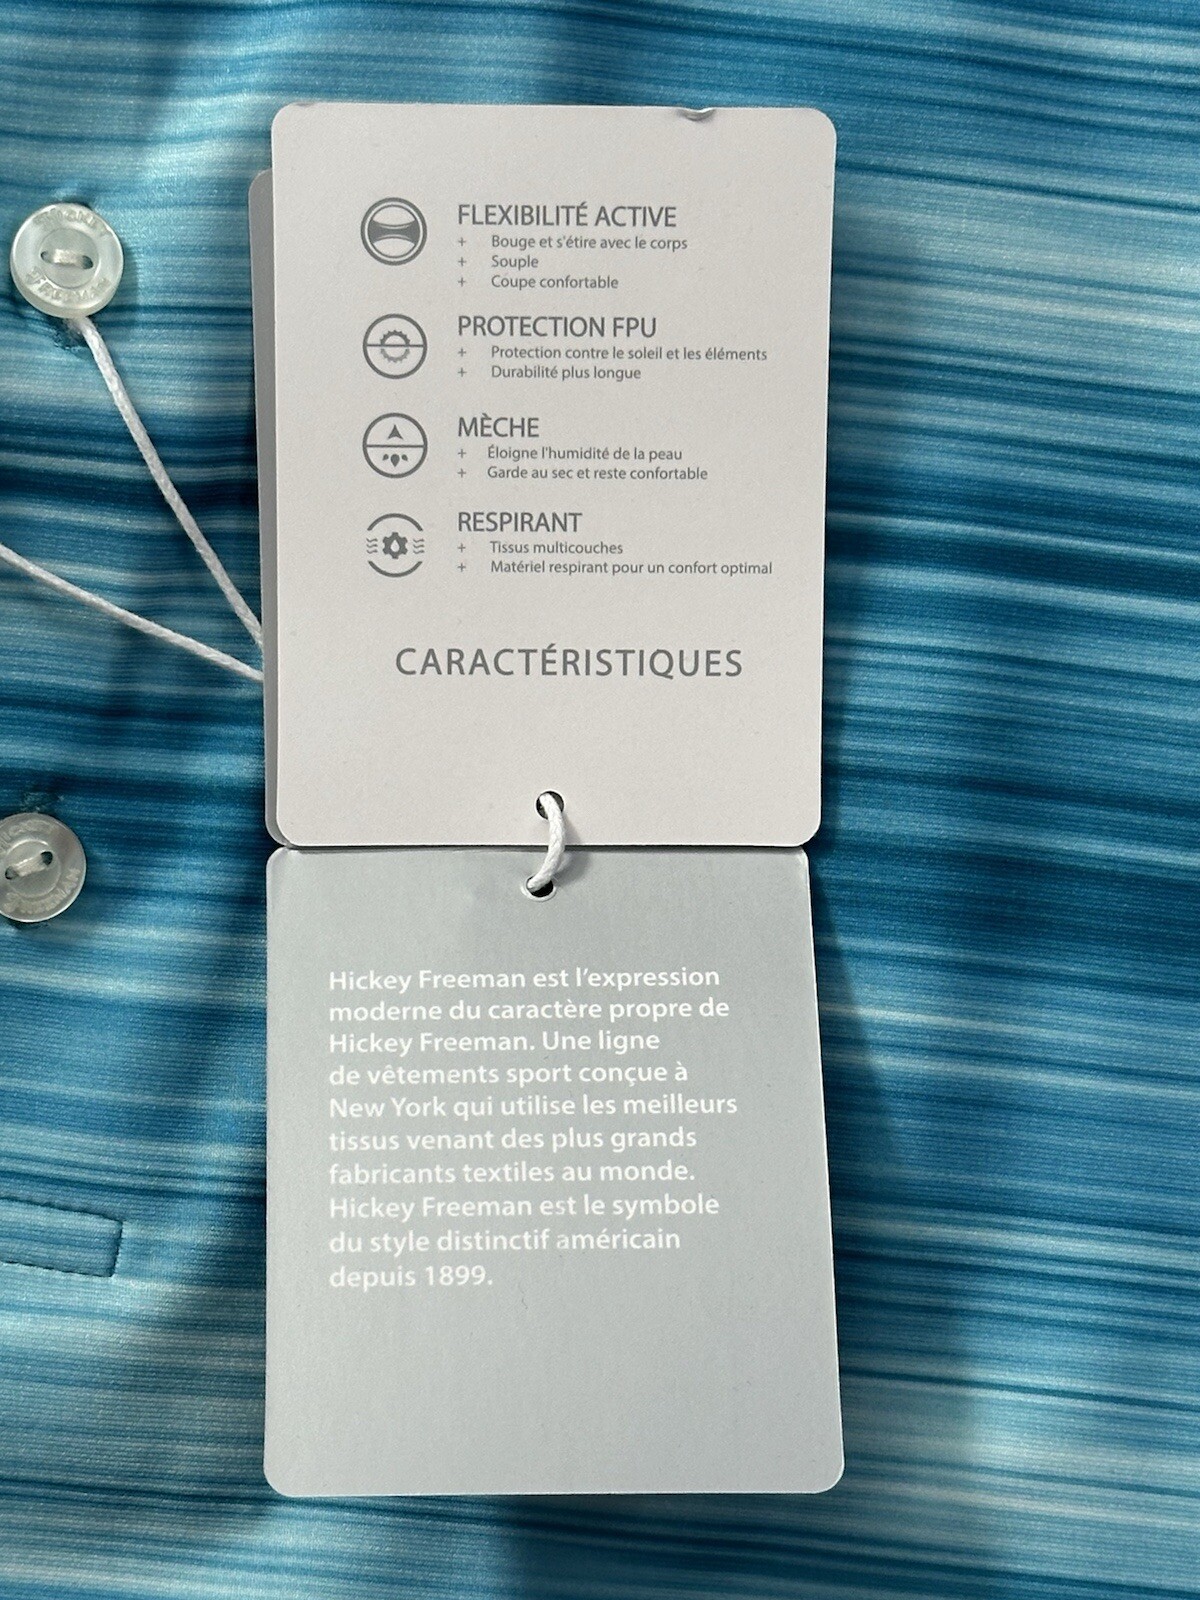 FLEXIBILITÉ ACTIVE
+ Bouge et s'étire avec le corps
+ Souple
+ Coupe confortable
PROTECTION FPU
+ Protection contre le soleil et les éléments
+ Durabilité plus longue
MÈCHE
+ Éloigne l'humidité de la peau
+ Garde au sec et reste confortable
RESPIRANT
+ Tissus multicouches
+ Matériel respirant pour un confort optimal
CARACTÉRISTIQUES
Hickey Freeman est l’expression
moderne du caractère propre de
Hickey Freeman. Une ligne
de vêtements sport conçue à
New York qui utilise les meilleurs
tissus venant des plus grands
fabricants textiles au monde.
Hickey Freeman est le symbole
du style distinctif américain
depuis 1899.